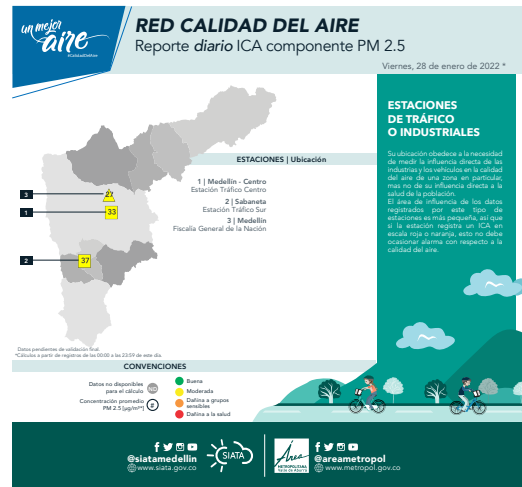 un mejor
aire
#CalidadDelAire
RED CALIDAD DEL AIRE
Reporte diario ICA componente PM 2.5
Viernes, 28 de enero de 2022 *
ESTACIONES | Ubicación
1 | Medellín - Centro
Estación Tráfico Centro
2 | Sabaneta
Estación Tráfico Sur
3 | Medellín
Fiscalía General de la Nación
3
27
1
33
2
37
ESTACIONES
DE TRÁFICO
O INDUSTRIALES
Su ubicación obedece a la necesidad
de medir la influencia directa de las
industrias y los vehículos en la calidad
del aire de una zona en particular,
mas no de su influencia directa a la
salud de la población.
El área de influencia de los datos
registrados por este tipo de
estaciones es más pequeña, así que
si la estación registra un ICA en
escala roja o naranja, esto no debe
ocasionar alarma con respecto a la
calidad del aire.
Datos pendientes de validación final.
*Cálculos a partir de registros de las 00:00 a las 23:59 de este día.
CONVENCIONES
Datos no disponibles
para el cálculo
ND
Concentración promedio
PM 2.5 [µg/m³*]
#
Buena
Moderada
Dañina a grupos
sensibles
Dañina a la salud
@siatamedellin
www.siata.gov.co
SIATA
Área
METROPOLITANA
Valle de Aburrá
@areametropol
www.metropol.gov.co